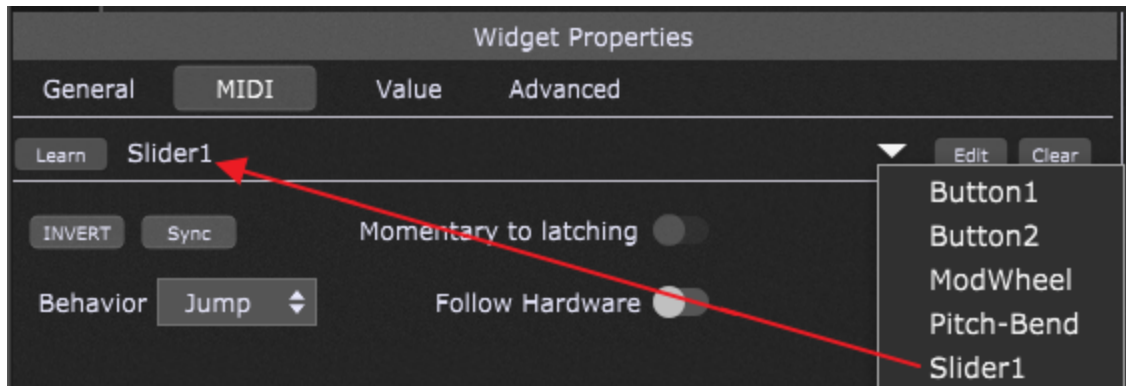 Widget Properties
General MIDI Value Advanced
Learn Slider1 Edit Clear
Button1
INVERT Sync Momentary to latching Button2
ModWheel
Behavior Jump Follow Hardware Pitch-Bend
Slider1